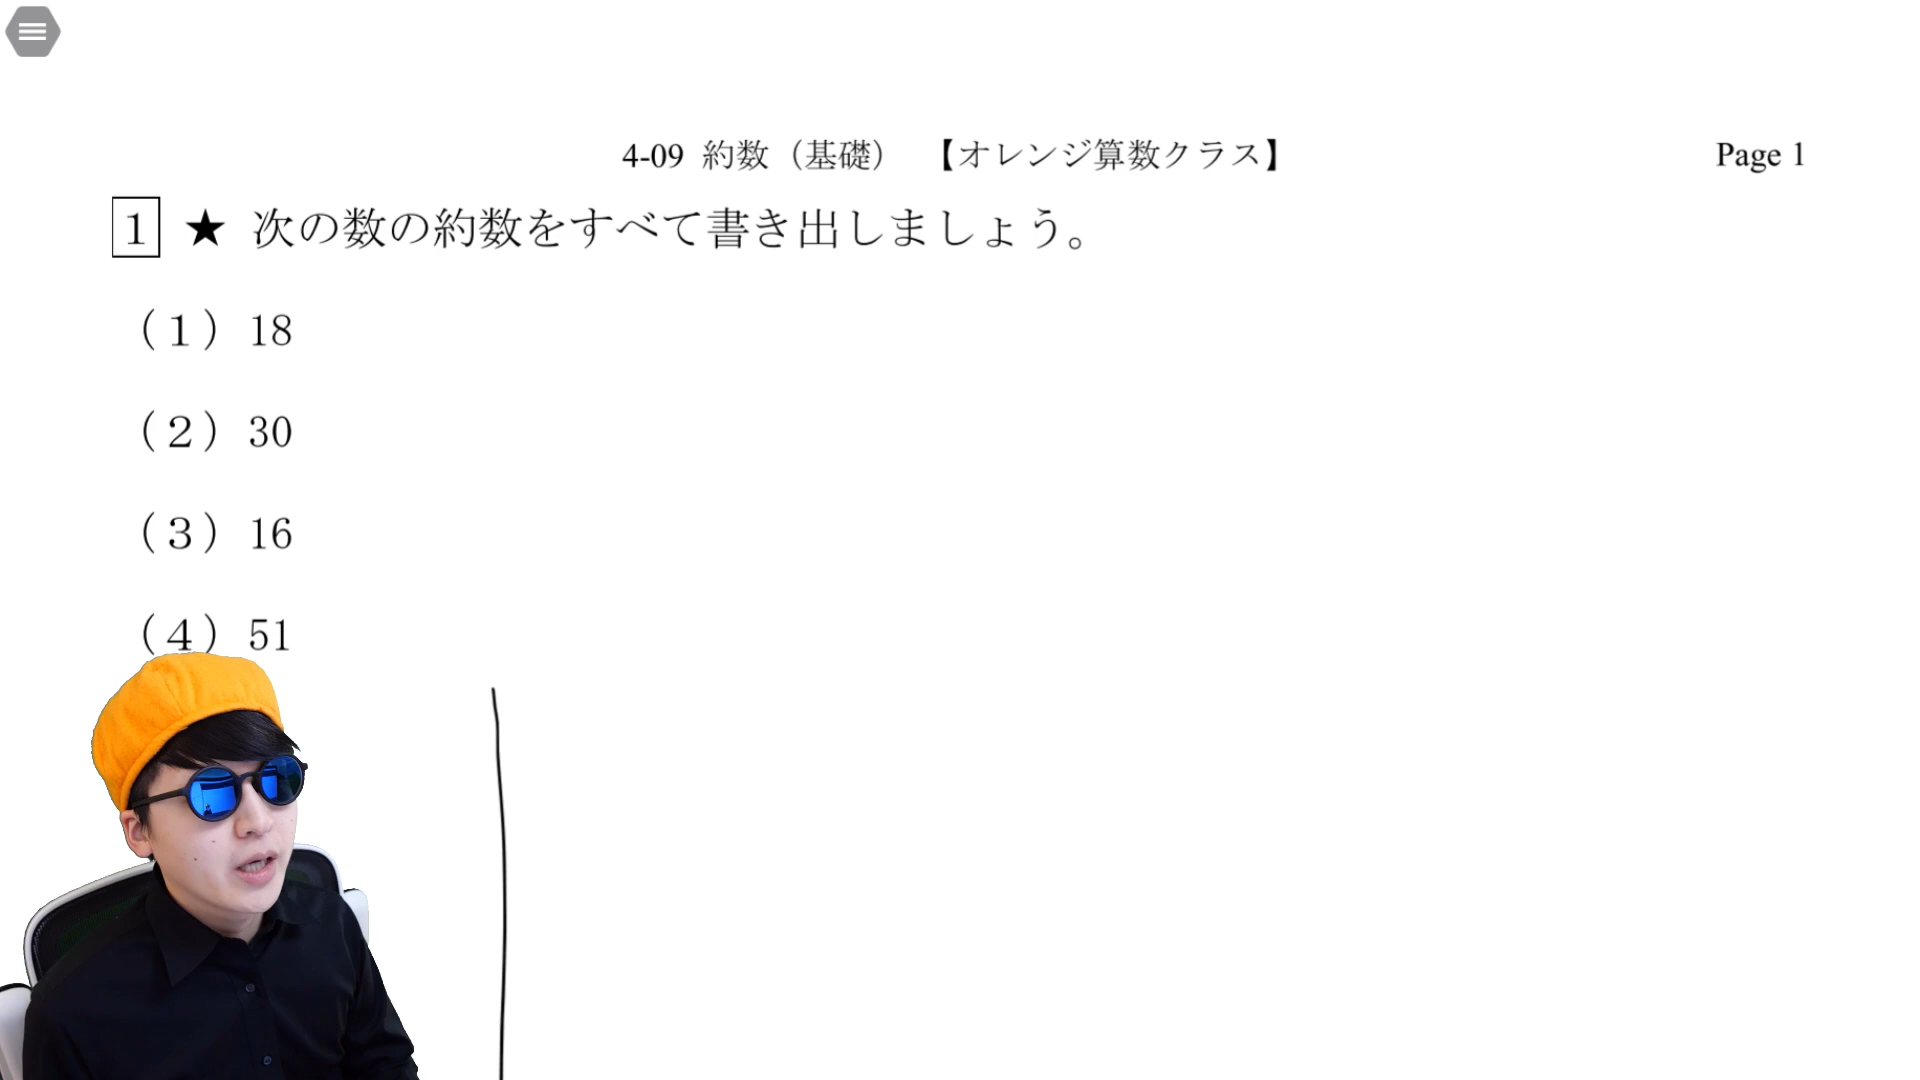 4-09 約数（基礎） 【オレンジ算数クラス】 Page 1
1 ★ 次の数の約数をすべて書き出しましょう。
（１）18
（２）30
（３）16
（４）51